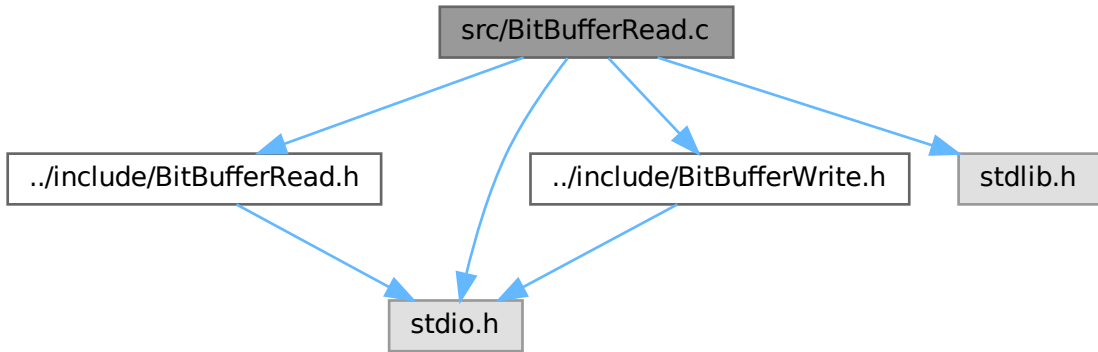 src/BitBufferRead.c
../include/BitBufferRead.h
../include/BitBufferWrite.h
stdlib.h
stdio.h